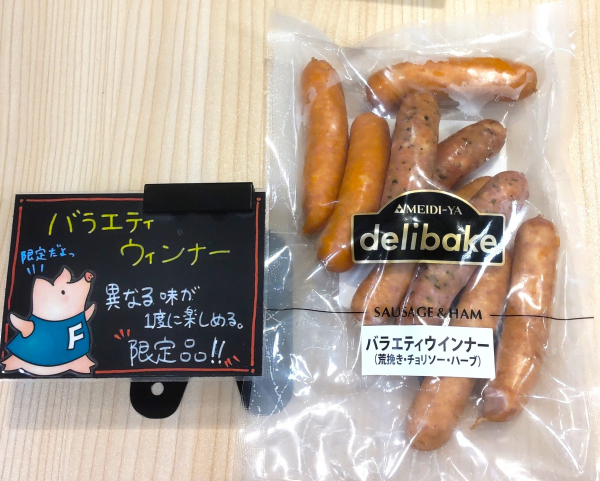 バラエティ
ウィンナー
限定だよっ
異なる味が
1度に楽しめる。
限定品!!
F
MEIDI-YA
delibake
SAUSAGE & HAM
バラエティウインナー
(荒挽き・チョリソー・ハーブ)